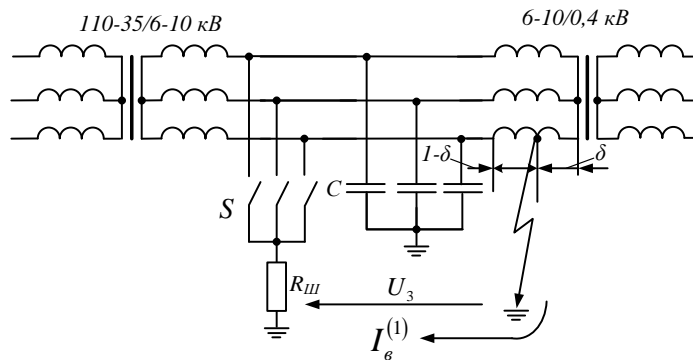 110-35/6-10 кВ
6-10/0,4 кВ
1-δ
δ
S
C
R_Ш
U_з
I_в^(1)